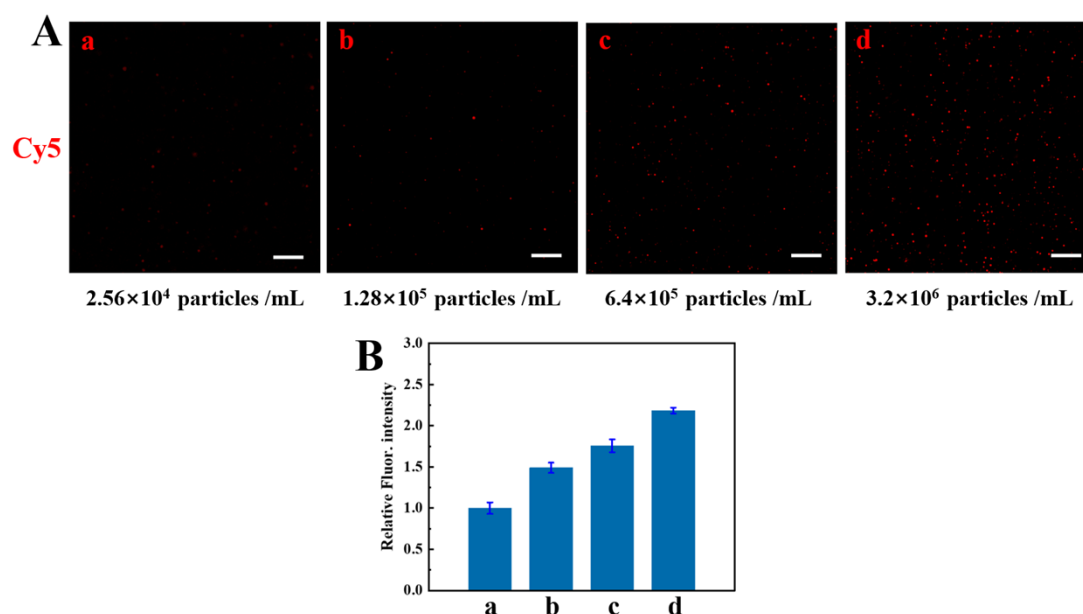 A
a
b
c
d
Cy5
2.56×10⁴ particles /mL
1.28×10⁵ particles /mL
6.4×10⁵ particles /mL
3.2×10⁶ particles /mL
B
Relative Fluor. intensity
3.0
2.5
2.0
1.5
1.0
0.5
0.0
a
b
c
d